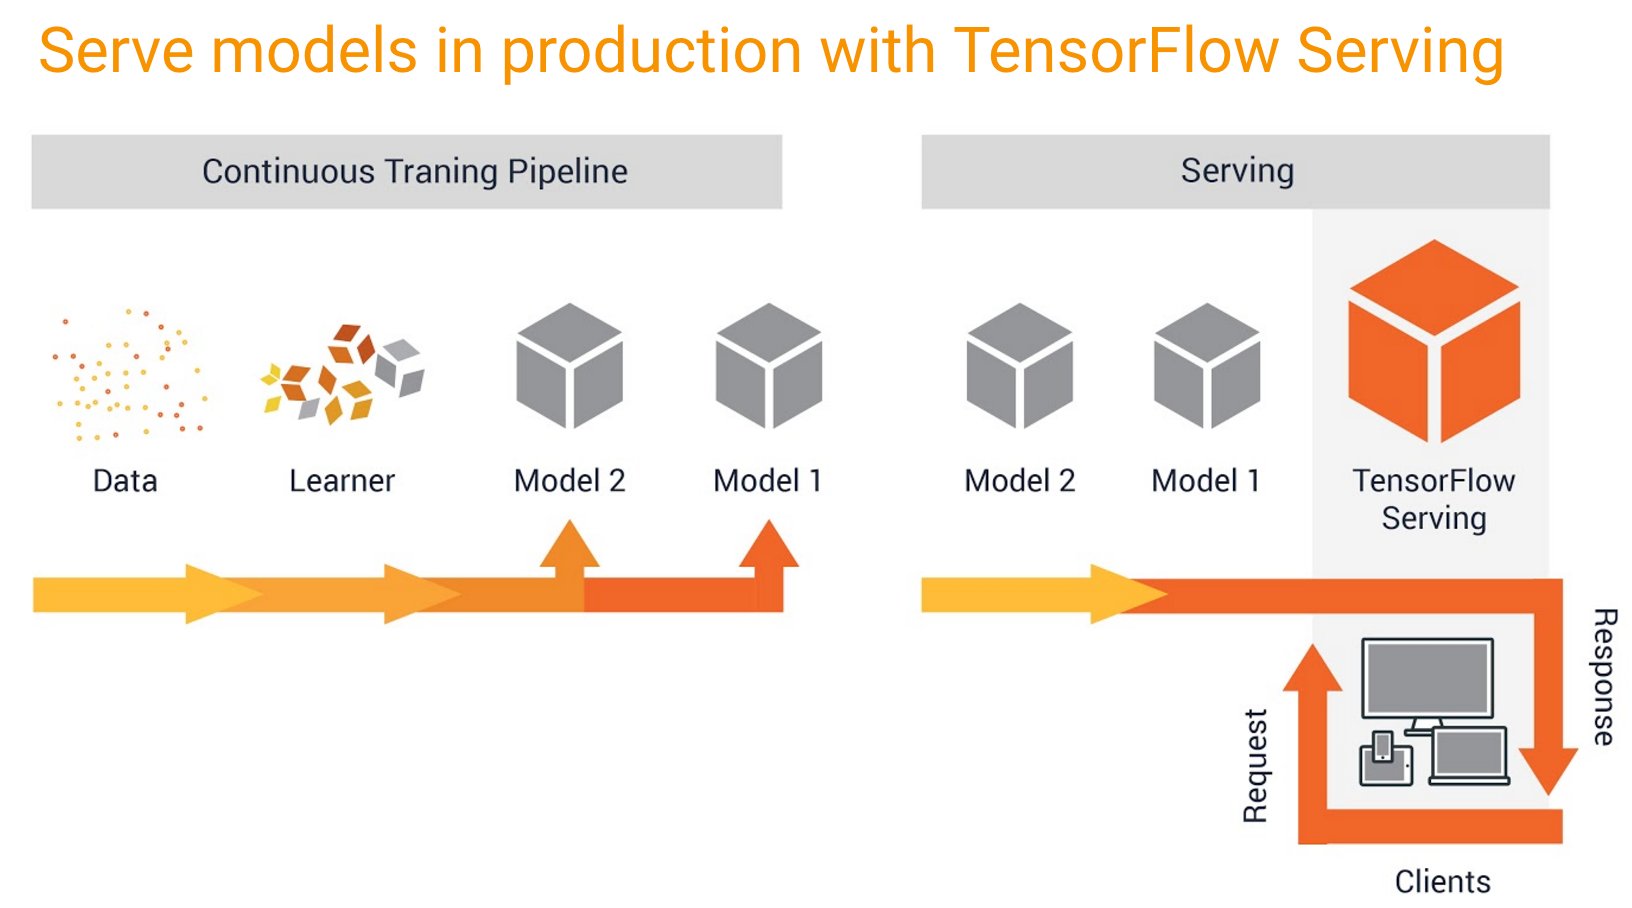 Serve models in production with TensorFlow Serving
Continuous Traning Pipeline
Data
Learner
Model 2
Model 1
Serving
Model 2
Model 1
TensorFlow
Serving
Response
Request
Clients